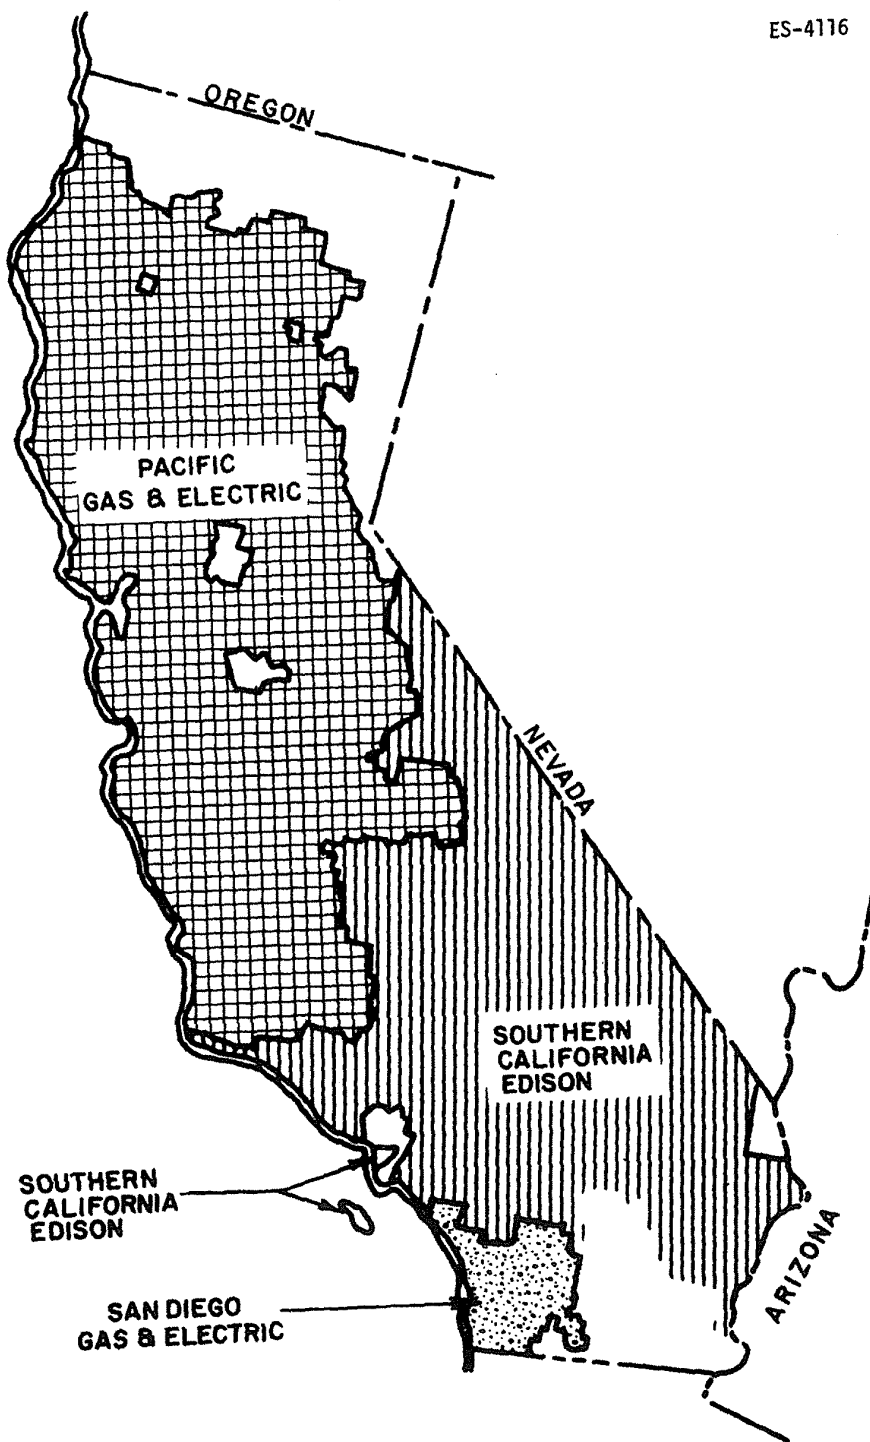 ES-4116
OREGON
PACIFIC
GAS & ELECTRIC
NEVADA
SOUTHERN
CALIFORNIA
EDISON
SOUTHERN
CALIFORNIA
EDISON
ARIZONA
SAN DIEGO
GAS & ELECTRIC